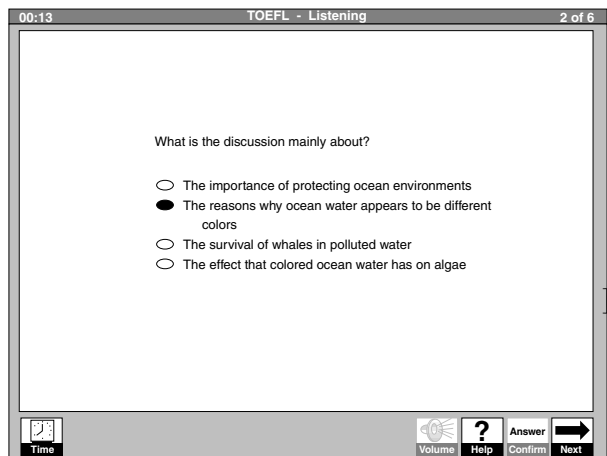 00:13 TOEFL - Listening 2 of 6
What is the discussion mainly about?
The importance of protecting ocean environments
The reasons why ocean water appears to be different
colors
The survival of whales in polluted water
The effect that colored ocean water has on algae
? Answer
Time Volume Help Confirm Next